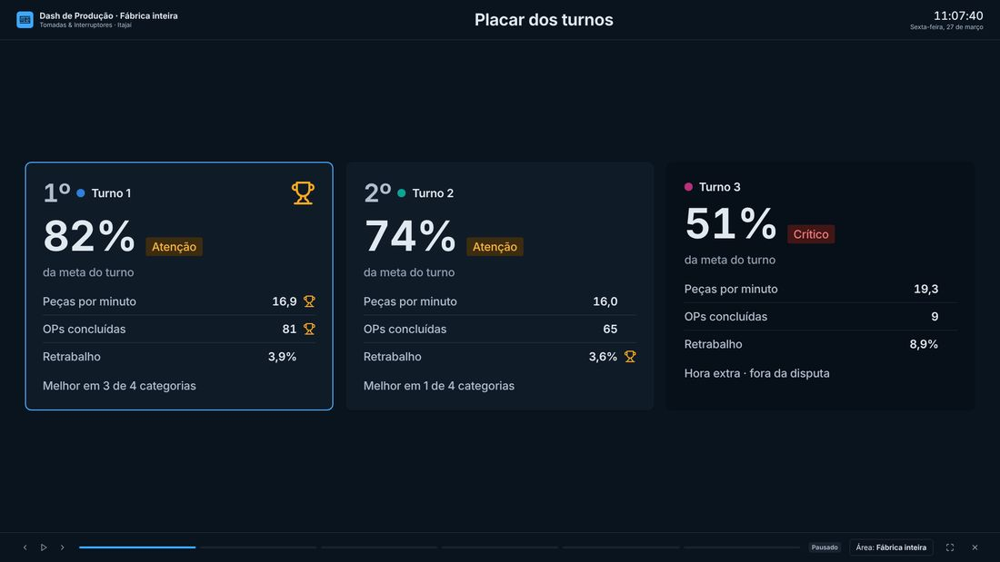 Dash de Produção · Fábrica inteira
Tomadas & Interruptores · Itajaí
Placar dos turnos
11:07:40
Sexta-feira, 27 de março
1º Turno 1
82% Atenção
da meta do turno
Peças por minuto 16,9
OPs concluídas 81
Retrabalho 3,9%
Melhor em 3 de 4 categorias
2º Turno 2
74% Atenção
da meta do turno
Peças por minuto 16,0
OPs concluídas 65
Retrabalho 3,6%
Melhor em 1 de 4 categorias
Turno 3
51% Crítico
da meta do turno
Peças por minuto 19,3
OPs concluídas 9
Retrabalho 8,9%
Hora extra · fora da disputa
Pausado
Área: Fábrica inteira